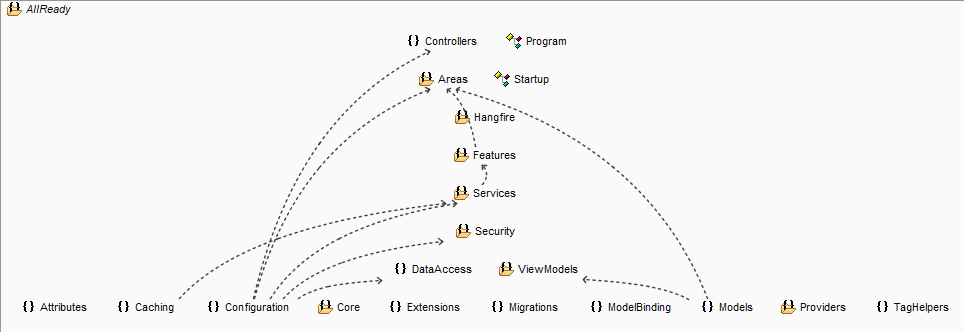 AllReady
Controllers Program
Areas Startup
Hangfire
Features
Services
Security
DataAccess ViewModels
Attributes Caching Configuration Core Extensions Migrations ModelBinding Models Providers TagHelpers